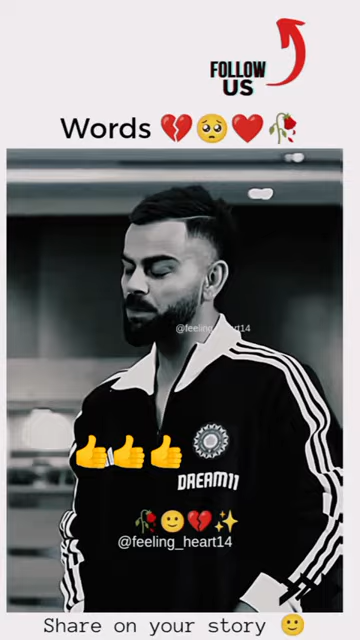 FOLLOW
US
Words 💔🥺❤️🥀
@feeling_heart14
👍👍👍
DREAM11
🥀🙂💔✨
@feeling_heart14
Share on your story 🙂